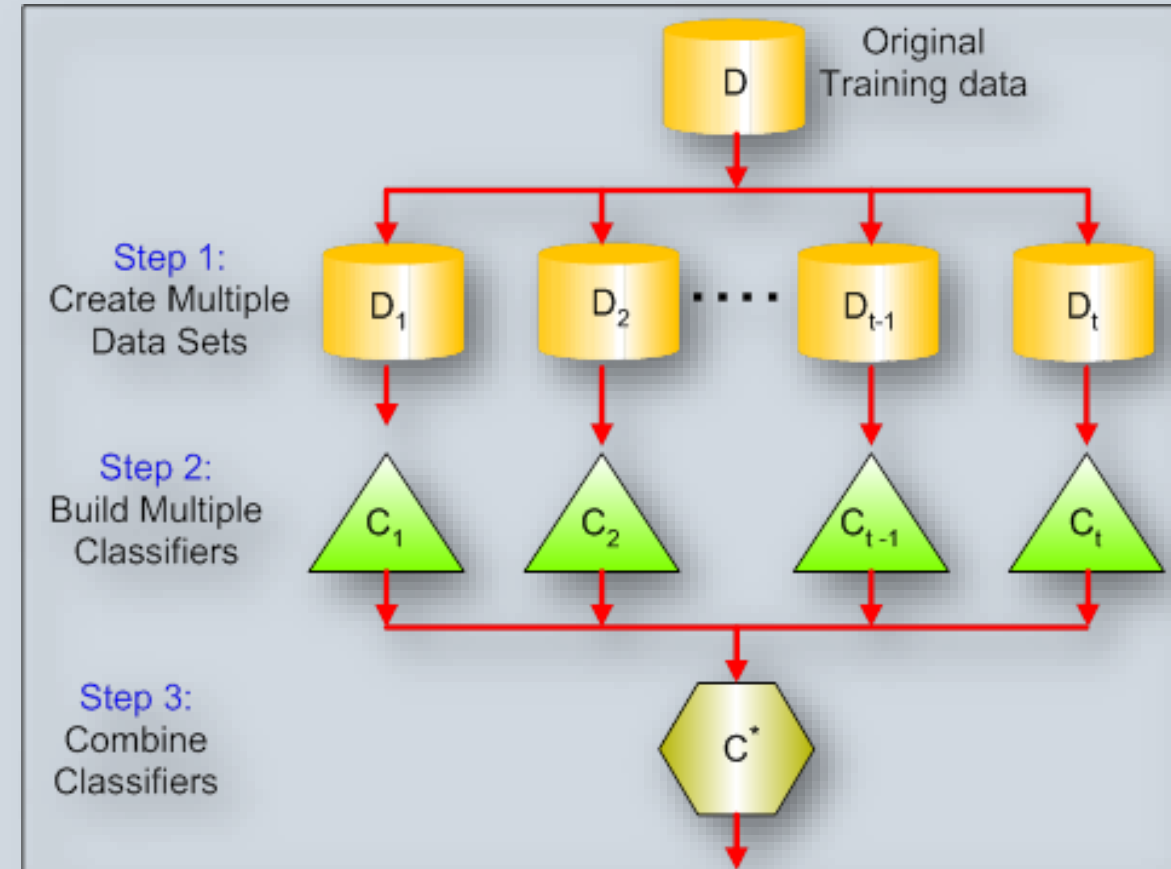 Original
Training data
D
Step 1:
Create Multiple
Data Sets
D₁
D₂
....
Dₜ₋₁
Dₜ
Step 2:
Build Multiple
Classifiers
C₁
C₂
Cₜ ₋₁
Cₜ
Step 3:
Combine
Classifiers
C*